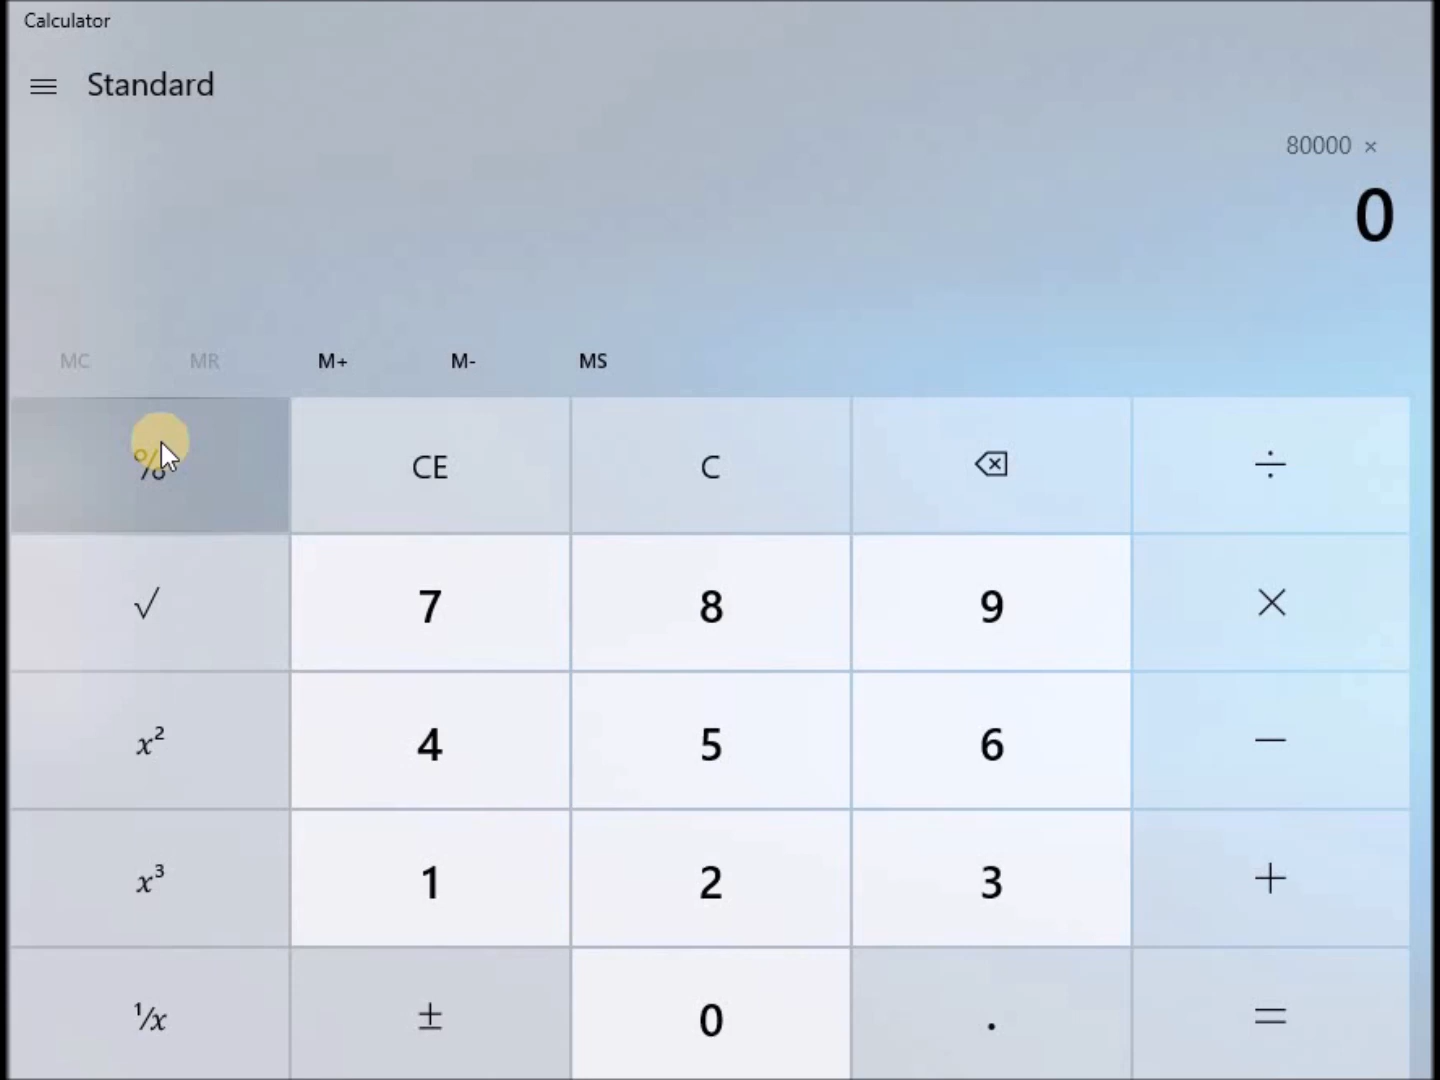 Calculator
Standard
80000 ×
0
MC MR M+ M- MS
% CE C ÷
√ 7 8 9 ×
x² 4 5 6 −
x³ 1 2 3 +
¹/x ± 0 . =